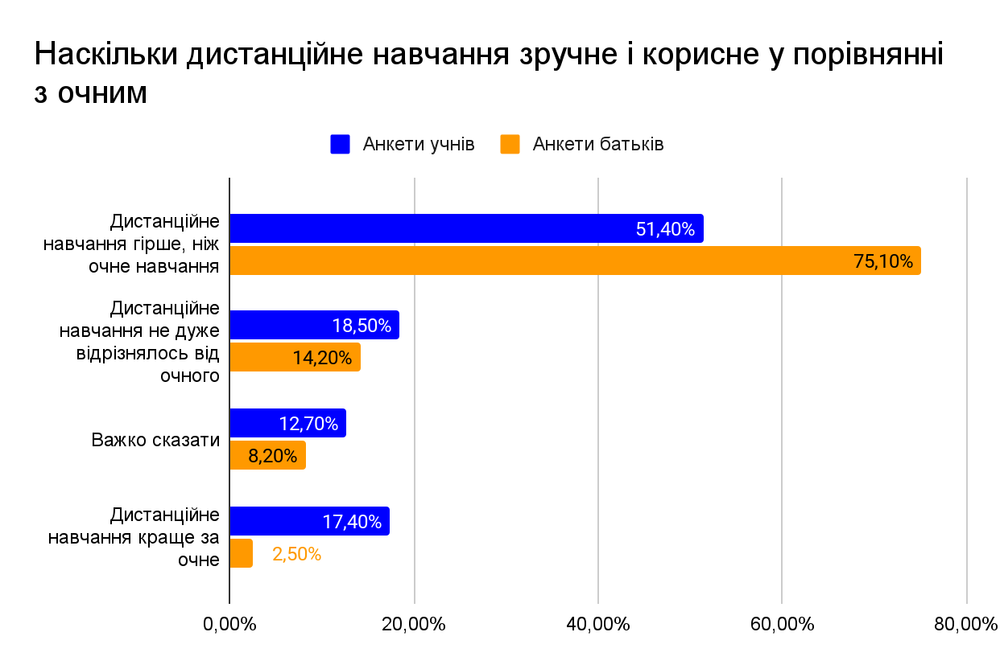 Наскільки дистанційне навчання зручне і корисне у порівнянні
з очним
Анкети учнів
Анкети батьків
Дистанційне
навчання гірше, ніж
очне навчання
51,40%
75,10%
Дистанційне
навчання не дуже
відрізнялось від
очного
18,50%
14,20%
Важко сказати
12,70%
8,20%
Дистанційне
навчання краще за
очне
17,40%
2,50%
0,00%
20,00%
40,00%
60,00%
80,00%